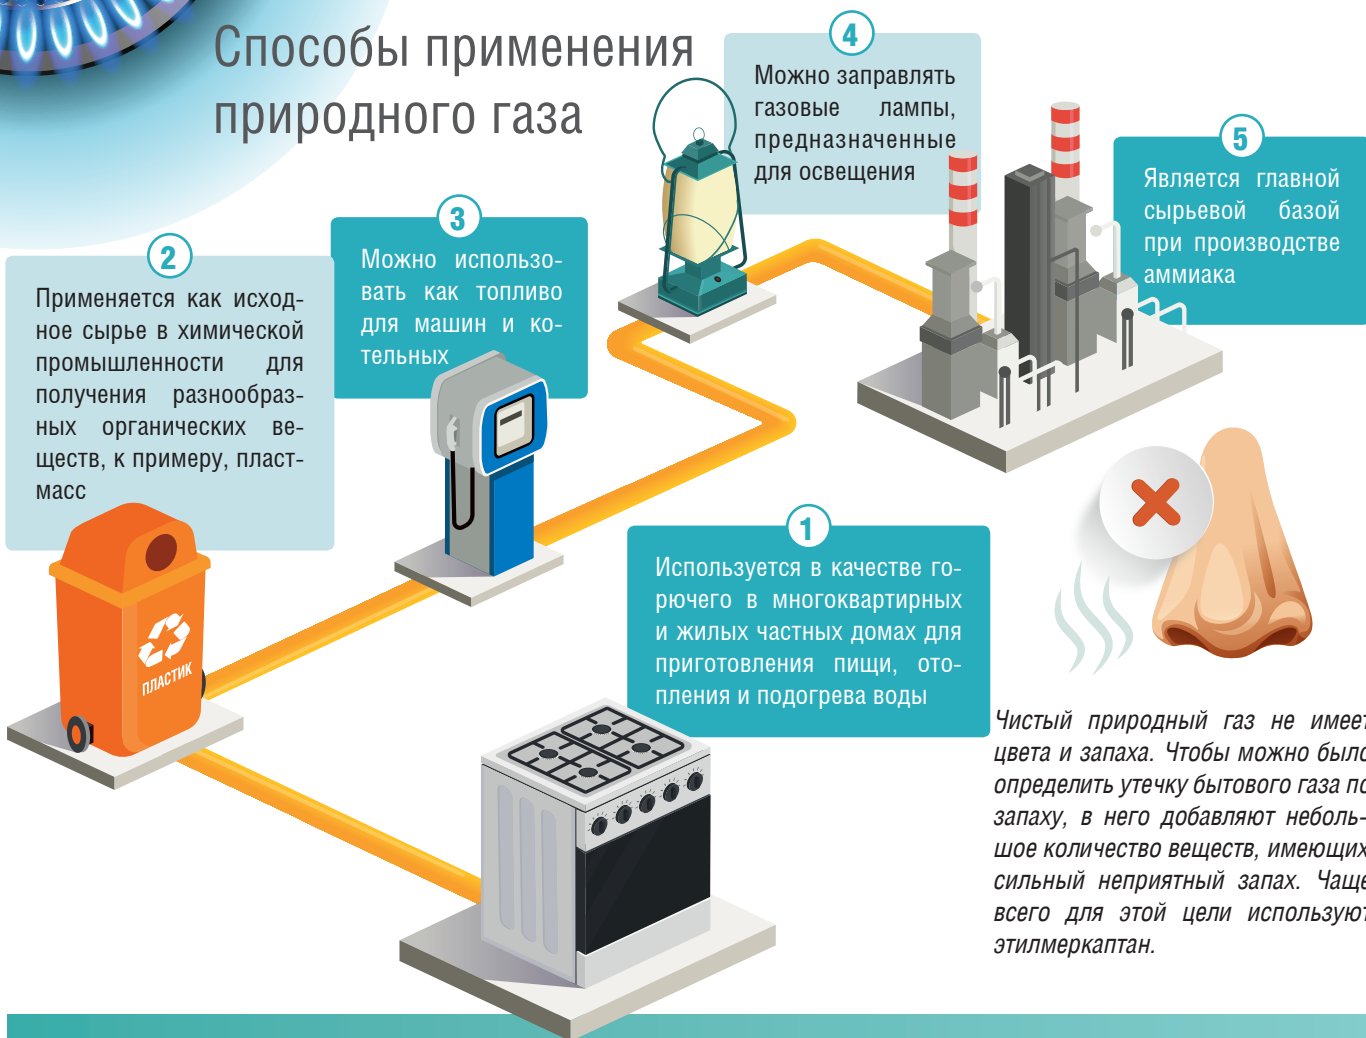 Способы применения
природного газа
4
Можно заправлять
газовые лампы,
предназначенные
для освещения
5
Является главной
сырьевой базой
при производстве
аммиака
3
Можно использо-
вать как топливо
для машин и ко-
тельных
2
Применяется как исход-
ное сырье в химической
промышленности для
получения разнообраз-
ных органических ве-
ществ, к примеру, пласт-
масс
ПЛАСТИК
1
Используется в качестве го-
рючего в многоквартирных
и жилых частных домах для
приготовления пищи, ото-
пления и подогрева воды
Чистый природный газ не имеет
цвета и запаха. Чтобы можно было
определить утечку бытового газа по
запаху, в него добавляют неболь-
шое количество веществ, имеющих
сильный неприятный запах. Чаще
всего для этой цели используют
этилмеркаптан.